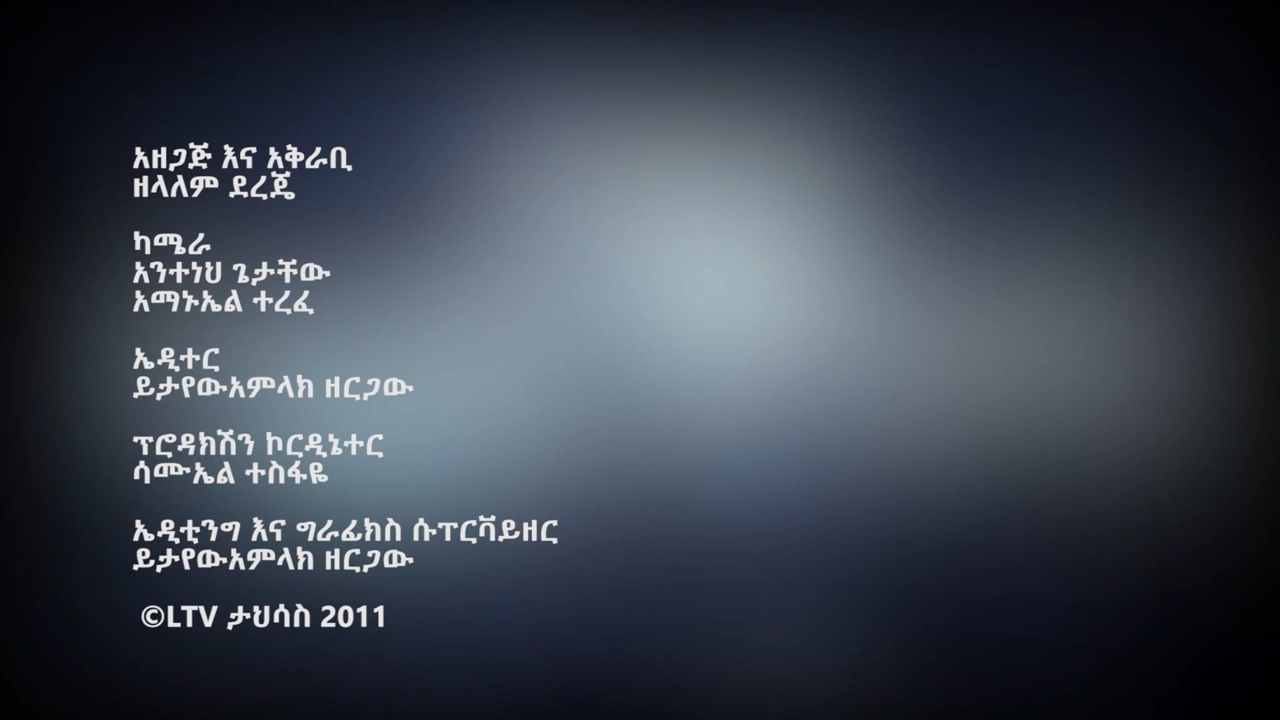 አዘጋጅ እና አቅራቢ
ዘላለም ደረጄ
ካሜራ
አንተነህ ጌታቸው
አማኑኤል ተረፈ
ኤዲተር
ይታየውአምላክ ዘርጋው
ፕሮዳክሽን ኮርዲኔተር
ሳሙኤል ተስፋዬ
ኤዲቲንግ እና ግራፊክስ ሱፐርቫይዘር
ይታየውአምላክ ዘርጋው
©LTV ታህሳስ 2011